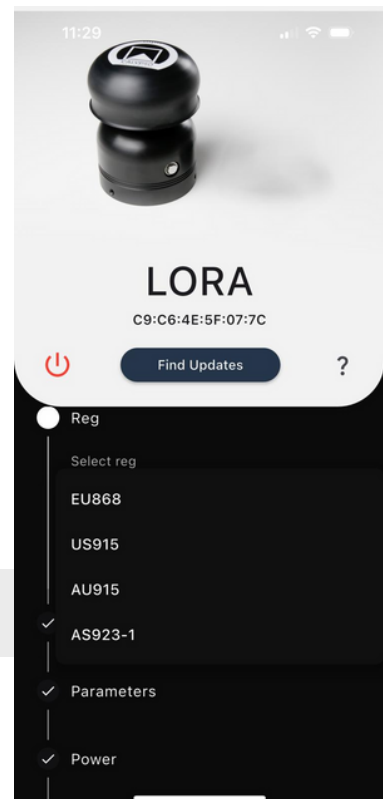 11:29
LORA
C9:C6:4E:5F:07:7C
Find Updates
?
Reg
Select reg
EU868
US915
AU915
AS923-1
Parameters
Power